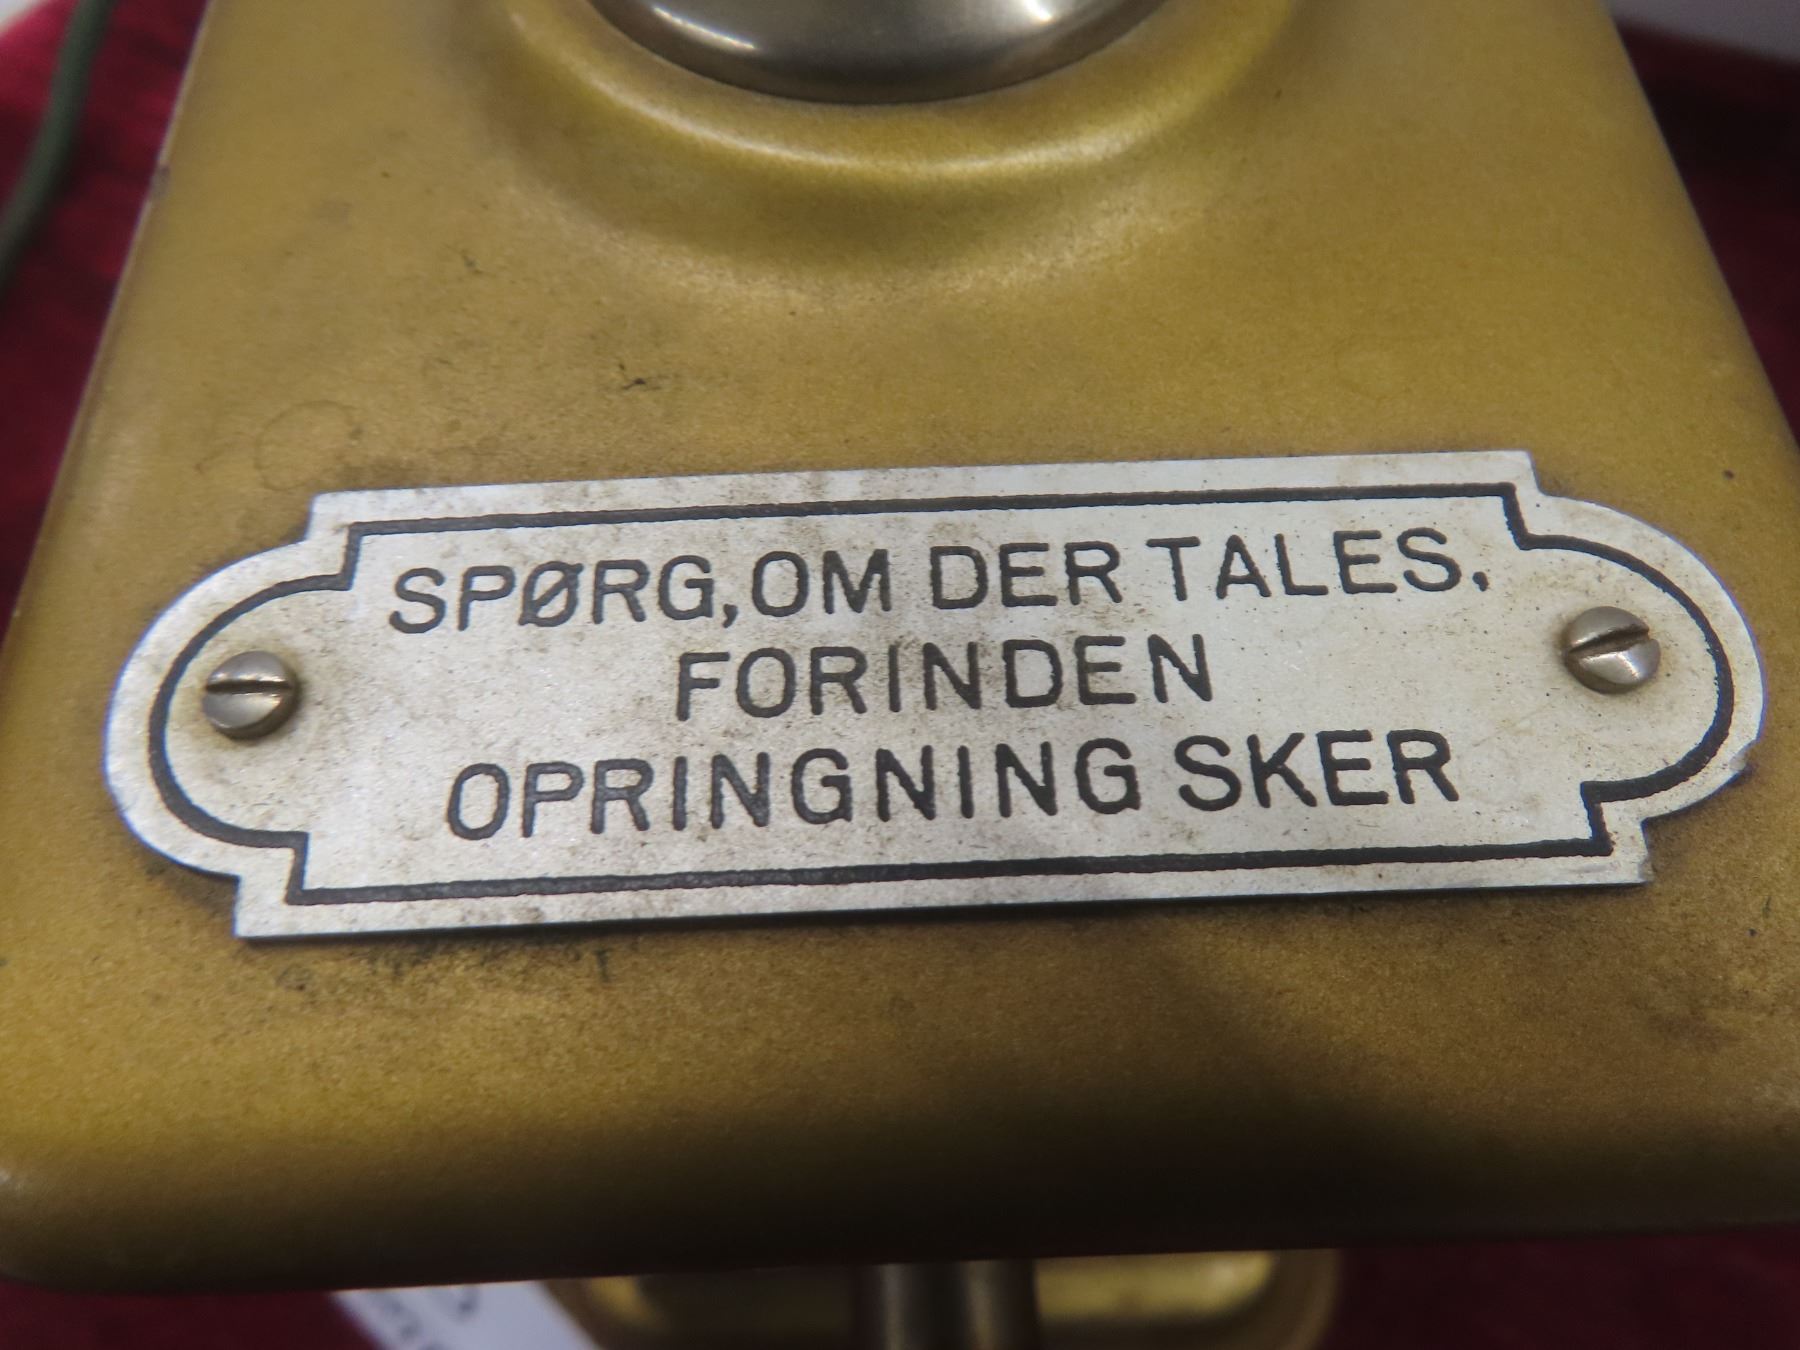 SPØRG, OM DER TALES,
FORINDEN
OPRINGNING SKER